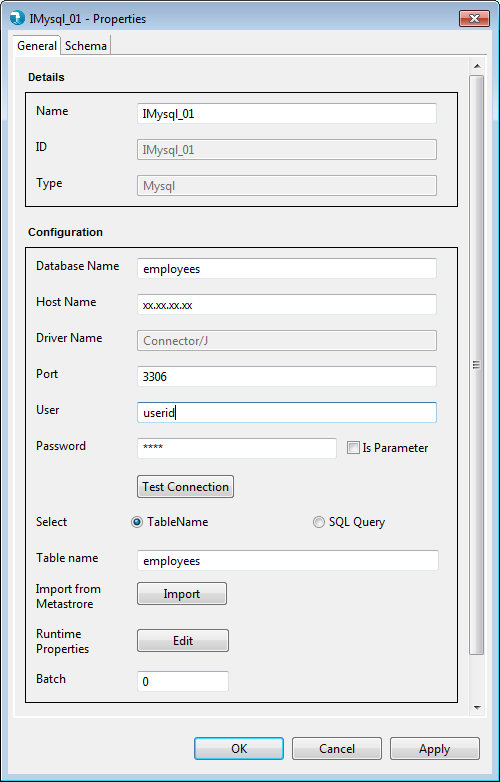 IMysql_01 - Properties
General Schema
Details
Name IMysql_01
ID IMysql_01
Type Mysql
Configuration
Database Name employees
Host Name xx.xx.xx.xx
Driver Name Connector/J
Port 3306
User userid
Password **** Is Parameter
Test Connection
Select TableName SQL Query
Table name employees
Import from
Metastrore Import
Runtime
Properties Edit
Batch 0
OK Cancel Apply